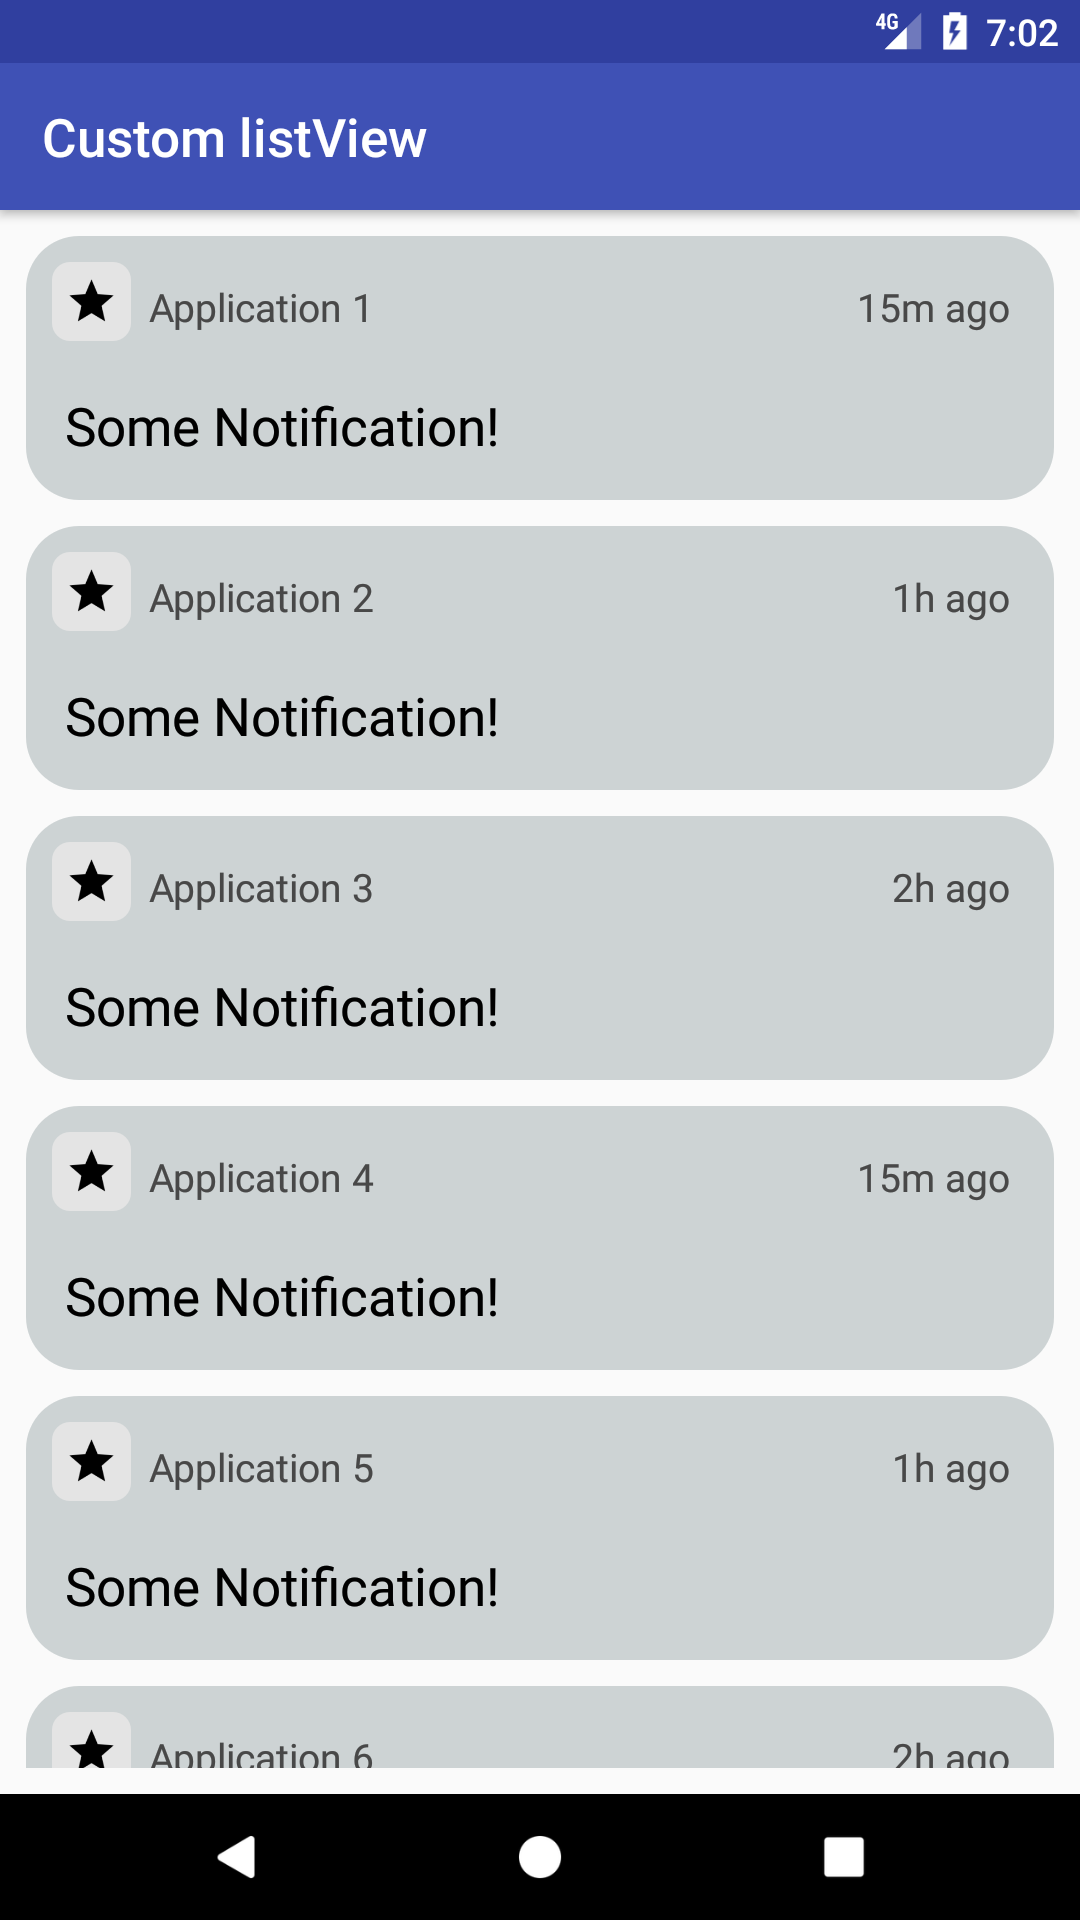 4G 7:02
Custom listView
Application 1 15m ago
Some Notification!
Application 2 1h ago
Some Notification!
Application 3 2h ago
Some Notification!
Application 4 15m ago
Some Notification!
Application 5 1h ago
Some Notification!
Application 6 2h ago